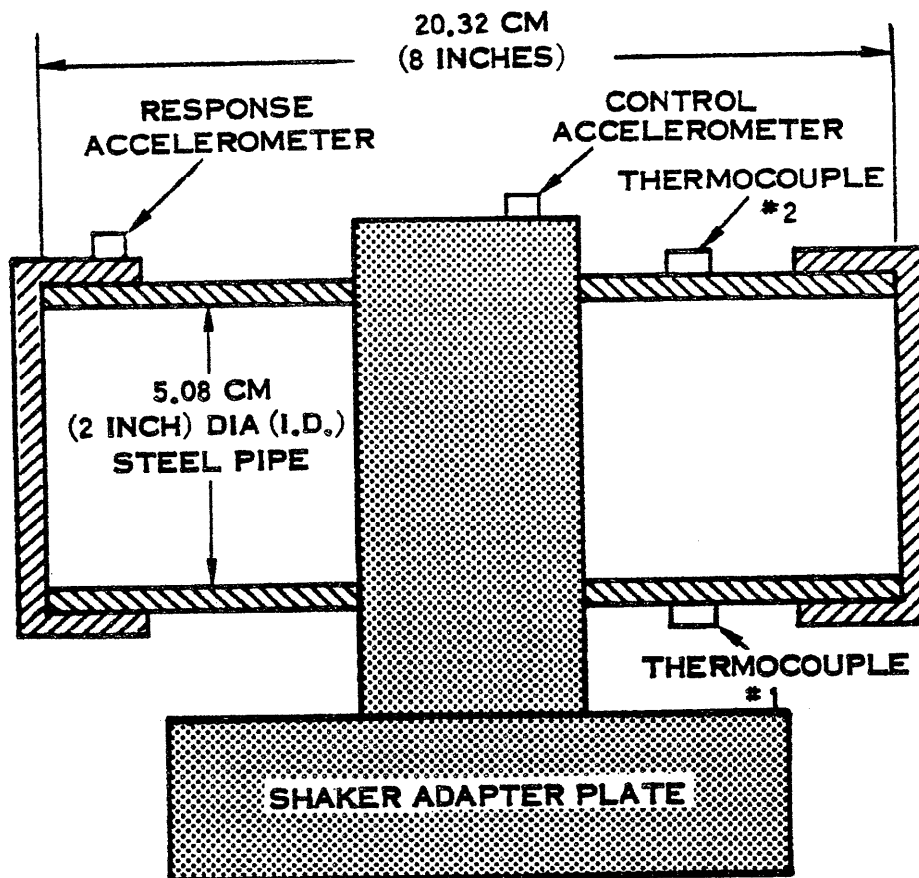 20.32 CM
(8 INCHES)
RESPONSE
ACCELEROMETER
CONTROL
ACCELEROMETER
THERMOCOUPLE
#2
5.08 CM
(2 INCH) DIA (I.D.)
STEEL PIPE
THERMOCOUPLE
#1
SHAKER ADAPTER PLATE